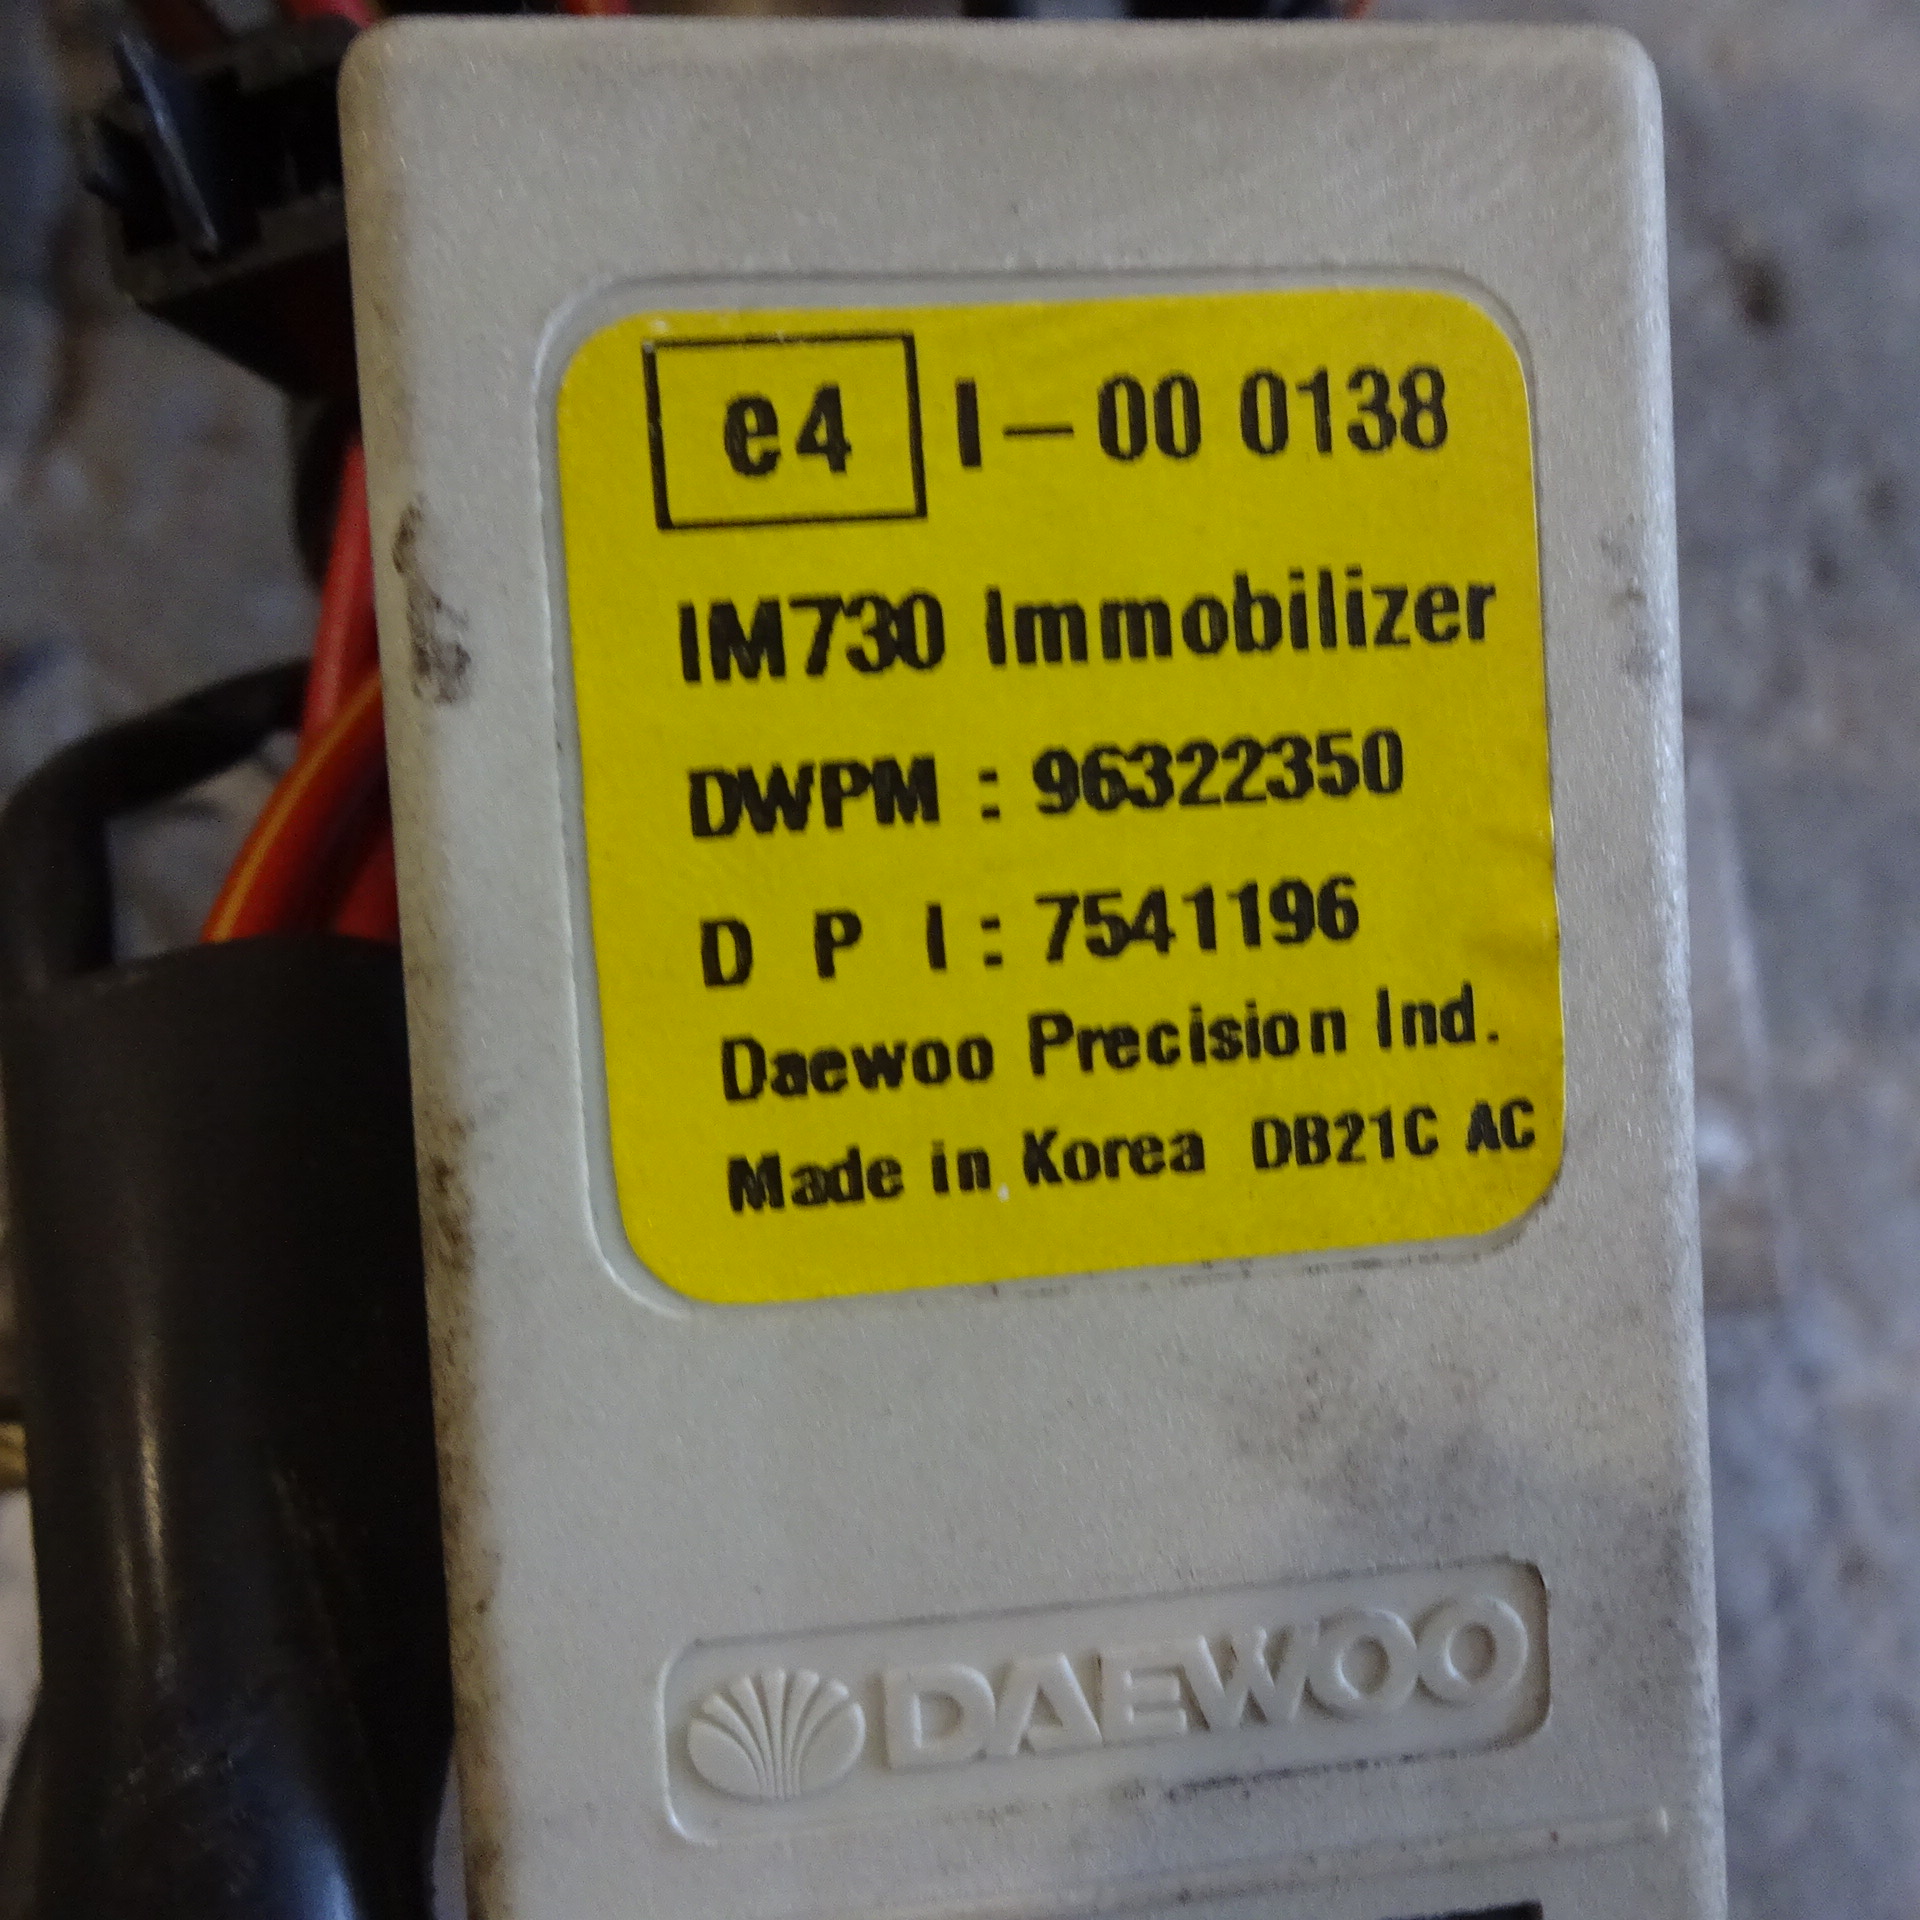 e4 I-00 0138
IM730 Immobilizer
DWPM : 96322350
D P I : 7541196
Daewoo Precision Ind.
Made in Korea DB21C AC
DAEWOO